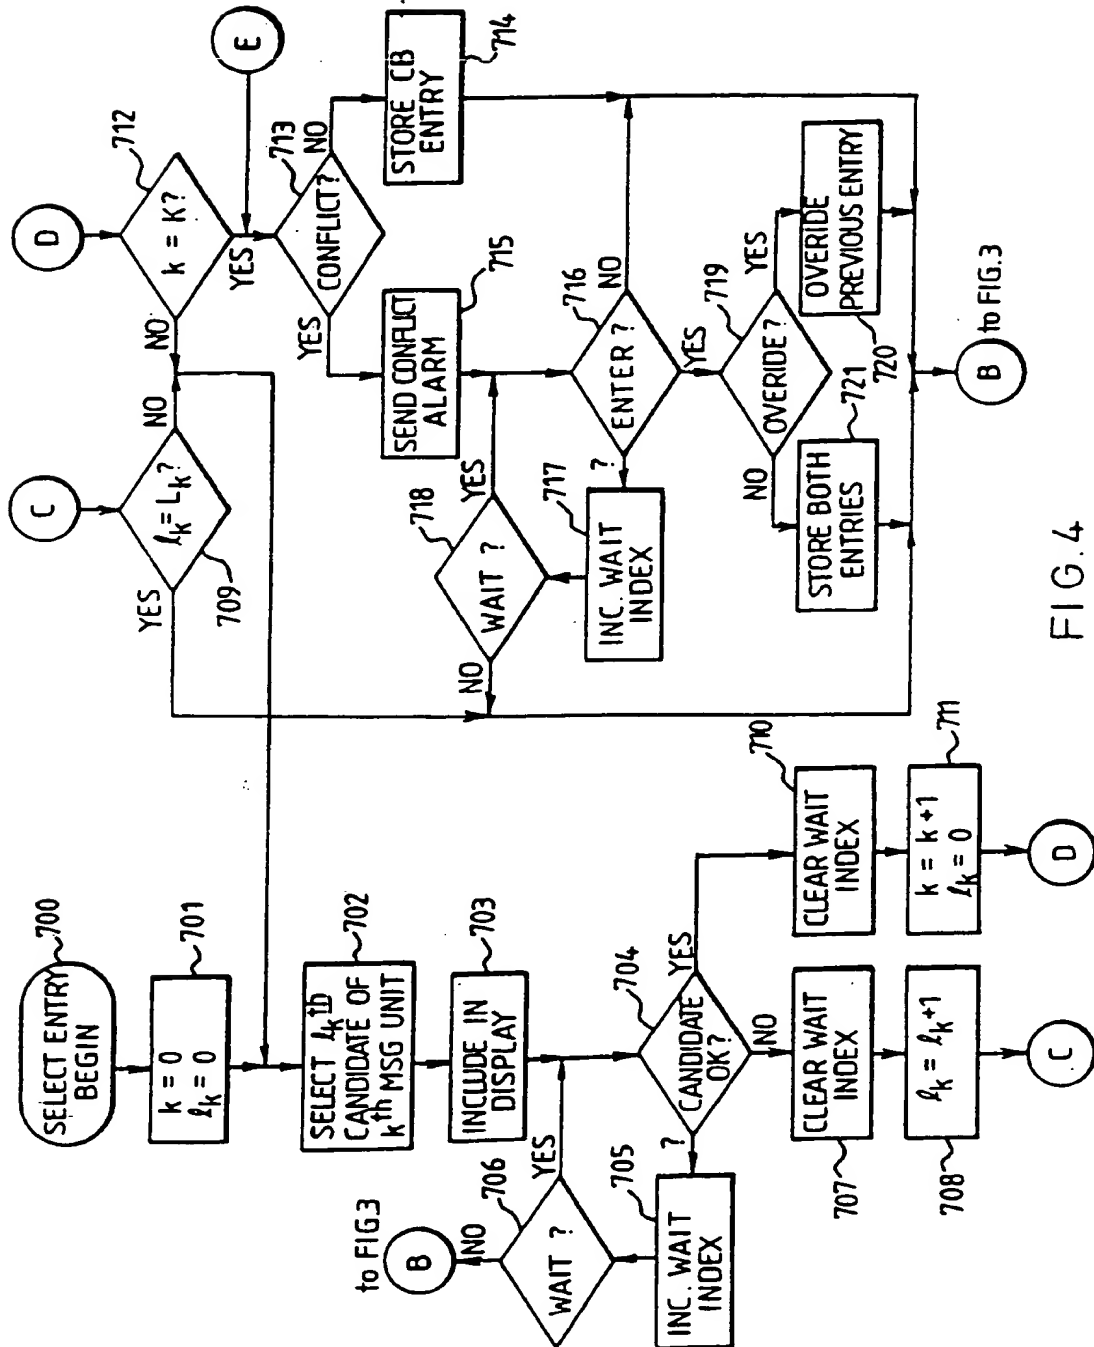 SELECT ENTRY
BEGIN
700
k = 0
ℓk = 0
701
SELECT ℓk th
CANDIDATE OF
k th MSG UNIT
702
INCLUDE IN
DISPLAY
703
CANDIDATE
OK?
704
YES
NO
?
INC. WAIT
INDEX
705
WAIT ?
706
YES
NO
B
to FIG3
CLEAR WAIT
INDEX
707
ℓk = ℓk+1
708
C
CLEAR WAIT
INDEX
710
k = k+1
ℓk = 0
711
D
C
ℓk = Lk?
709
YES
NO
D
k = K?
712
NO
YES
E
CONFLICT?
713
NO
YES
STORE CB
ENTRY
714
SEND CONFLICT
ALARM
715
ENTER ?
716
NO
YES
?
INC. WAIT
INDEX
717
WAIT ?
718
YES
NO
OVERIDE?
719
YES
NO
OVERIDE
PREVIOUS ENTRY
720
STORE BOTH
ENTRIES
721
B
to FIG.3
FIG.4